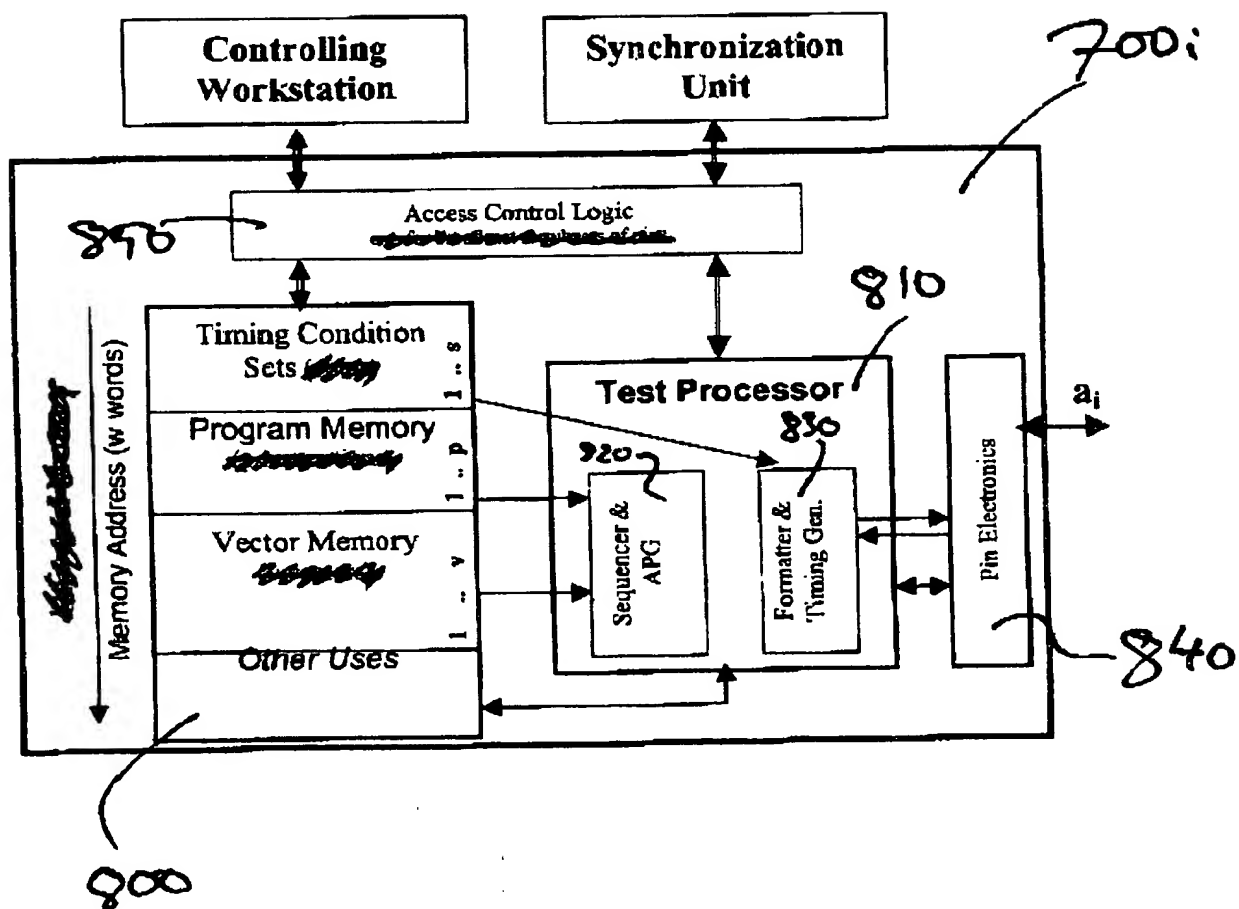 Controlling
Workstation
Synchronization
Unit
700i
Access Control Logic
850
810
Timing Condition
Sets
1 .. s
Program Memory
1 .. p
Vector Memory
1 .. v
Other Uses
Memory Address (w words)
Test Processor
820
830
Sequencer &
APG
Formatter &
Timing Gen.
Pin Electronics
aᵢ
840
800